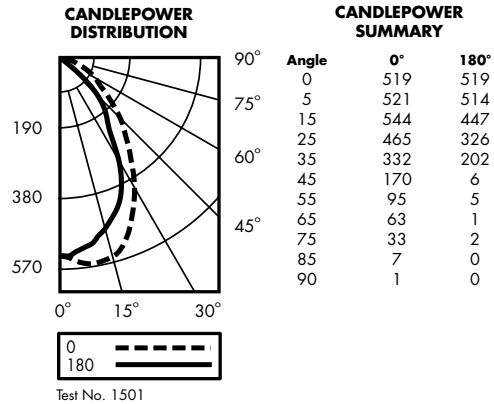 CANDLEPOWER
DISTRIBUTION
90°
75°
60°
45°
190
380
570
0° 15° 30°
0
180
Test No. 1501
CANDLEPOWER
SUMMARY
Angle 0° 180°
0 519 519
5 521 514
15 544 447
25 465 326
35 332 202
45 170 6
55 95 5
65 63 1
75 33 2
85 7 0
90 1 0